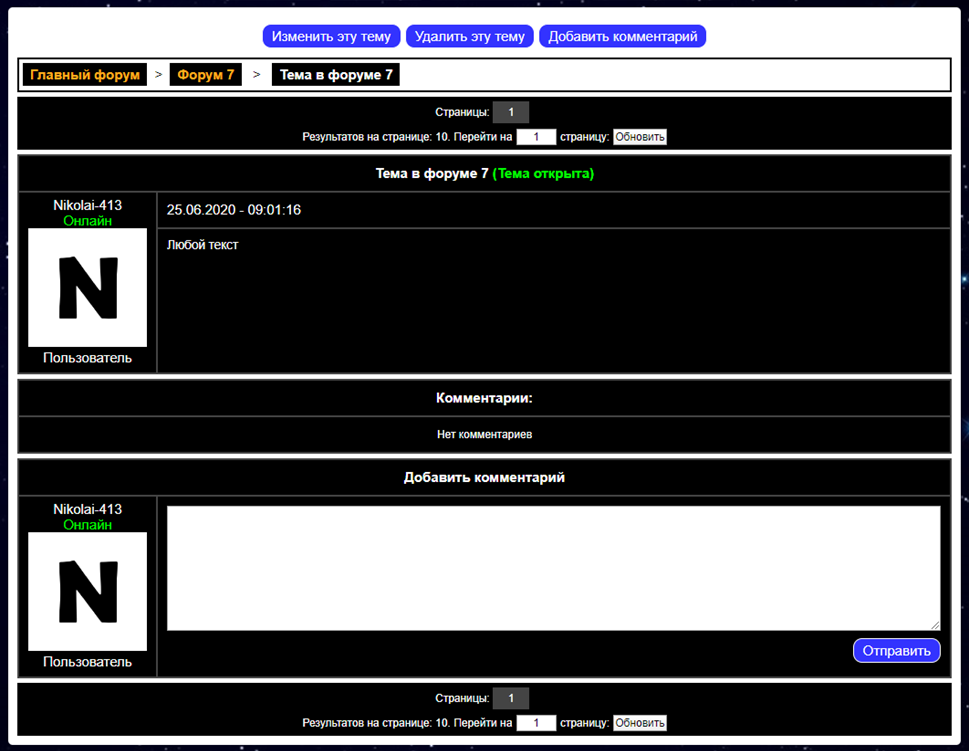 Изменить эту тему Удалить эту тему Добавить комментарий
Главный форум > Форум 7 > Тема в форуме 7
Страницы: 1
Результатов на странице: 10. Перейти на 1 страницу: Обновить
Тема в форуме 7 (Тема открыта)
Nikolai-413
Онлайн
N
Пользователь
25.06.2020 - 09:01:16
Любой текст
Комментарии:
Нет комментариев
Добавить комментарий
Nikolai-413
Онлайн
N
Пользователь
Отправить
Страницы: 1
Результатов на странице: 10. Перейти на 1 страницу: Обновить